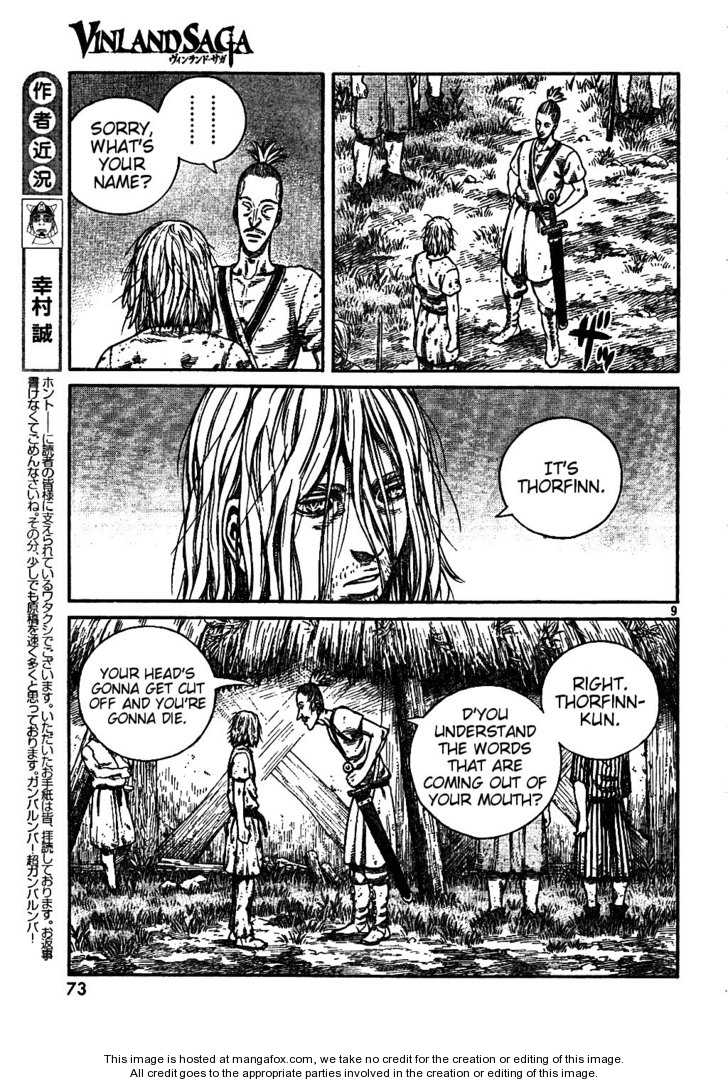 VINLAND SAGA
ヴィンランド・サガ
作者近況
幸村誠
ホント――に読者の皆様に支えられているワタクシでございます。いただいたお手紙は皆、拝読しております。お返事
書けなくてごめんなさいね。その分、少しでも原稿を速く多くと思っております。ガンバルンバー超ガンバルンバ！
ザッ
SORRY,
WHAT'S
YOUR
NAME?
IT'S
THORFINN.
9
RIGHT.
THORFINN-
KUN.
D'YOU
UNDERSTAND
THE WORDS
THAT ARE
COMING OUT OF
YOUR MOUTH?
YOUR HEAD'S
GONNA GET CUT
OFF AND YOU'RE
GONNA DIE.
73
This image is hosted at mangafox.com, we take no credit for the creation or editing of this image.
All credit goes to the appropriate parties involved in the creation or editing of this image.